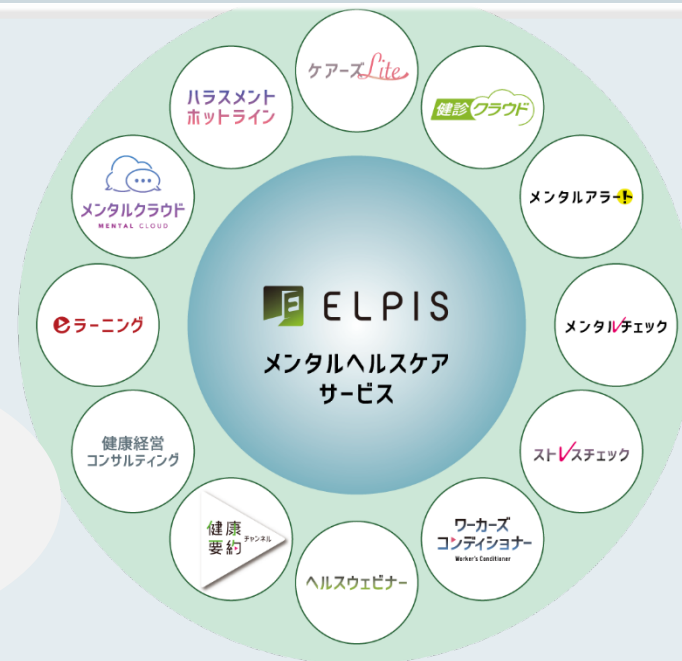 ケアーズLite
健診クラウド
メンタルアラート!
メンタルチェック
ストレスチェック
ワーカーズ
コンディショナー
Worker's Conditioner
ヘルスウェビナー
健康
要約
チャンネル
健康経営
コンサルティング
eラーニング
メンタルクラウド
MENTAL CLOUD
ハラスメント
ホットライン
ELPIS
メンタルヘルスケア
サービス